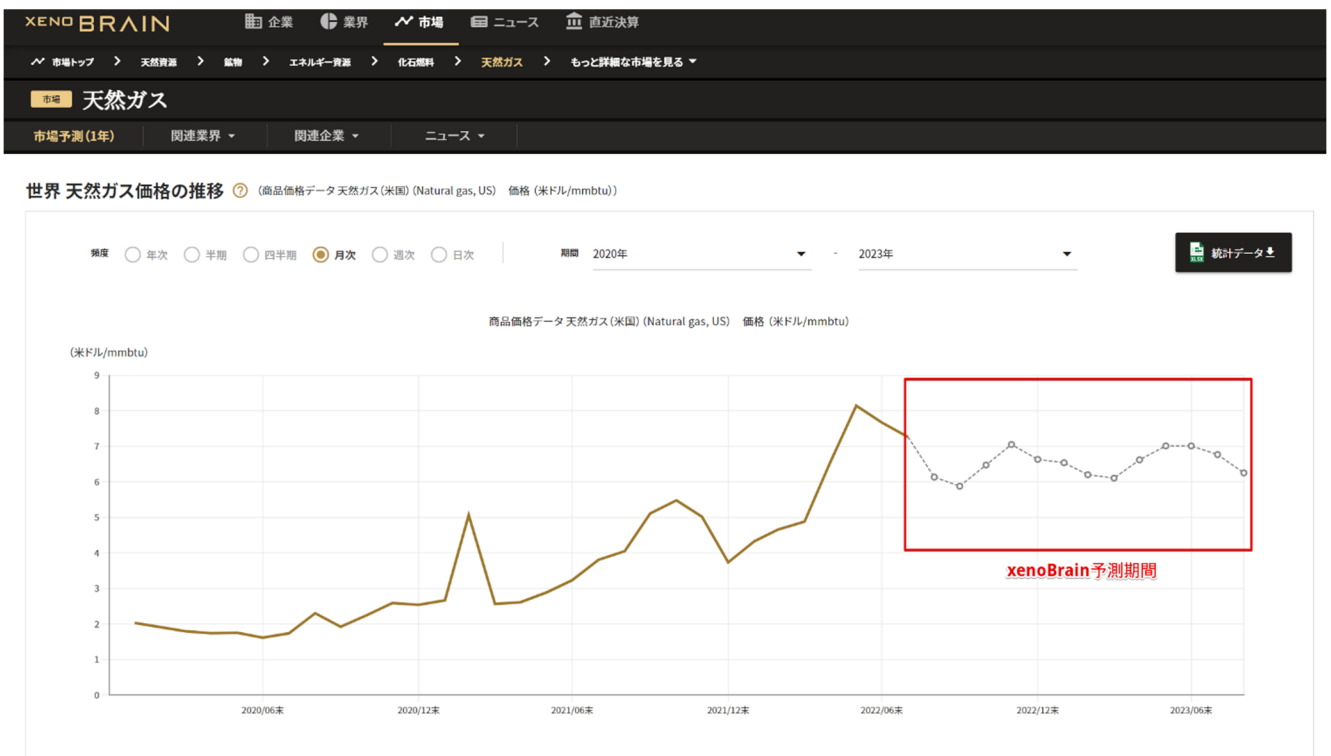 XENO BRAIN 企業 業界 市場 ニュース 直近決算
市場トップ 天然資源 鉱物 エネルギー資源 化石燃料 天然ガス もっと詳細な市場を見る
市場 天然ガス
市場予測(1年) 関連業界 関連企業 ニュース
世界 天然ガス価格の推移 ? (商品価格データ 天然ガス(米国) (Natural gas, US) 価格 (米ドル/mmbtu))
頻度 年次 半期 四半期 月次 週次 日次 期間 2020年 - 2023年 XLSX 統計データ
商品価格データ 天然ガス(米国) (Natural gas, US) 価格 (米ドル/mmbtu)
(米ドル/mmbtu)
9
8
7
6
5
4
3
2
1
0
xenoBrain予測期間
2020/06末 2020/12末 2021/06末 2021/12末 2022/06末 2022/12末 2023/06末